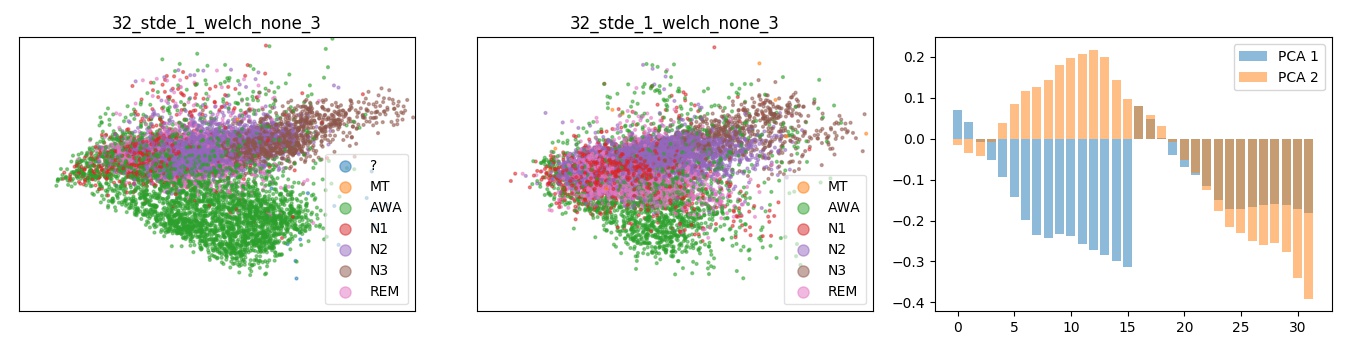 32_stde_1_welch_none_3
?
MT
AWA
N1
N2
N3
REM
32_stde_1_welch_none_3
MT
AWA
N1
N2
N3
REM
PCA 1
PCA 2
0.2
0.1
0.0
−0.1
−0.2
−0.3
−0.4
0 5 10 15 20 25 30